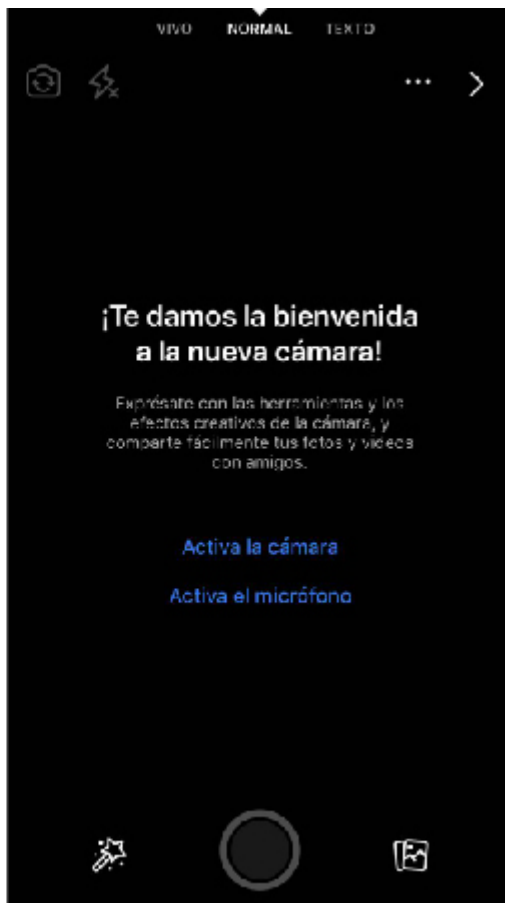 VIVO NORMAL TEXTO
¡Te damos la bienvenida
a la nueva cámara!
Exprésate con las herramientas y los
efectos creativos de la cámara, y
comparte fácilmente tus fotos y videos
con amigos.
Activa la cámara
Activa el micrófono